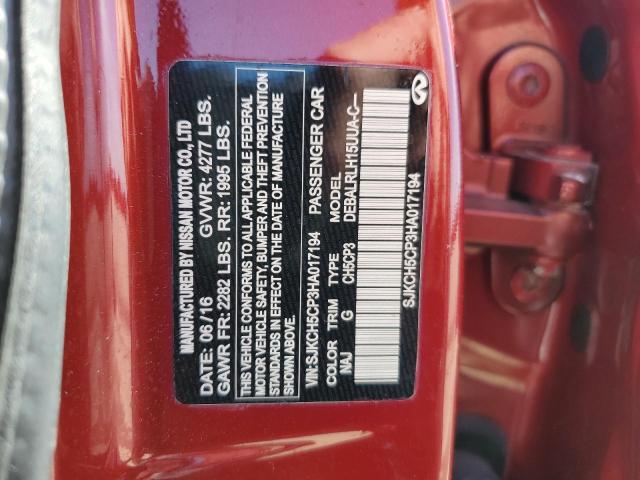 MANUFACTURED BY NISSAN MOTOR CO., LTD
DATE: 06/16 GVWR: 4277 LBS.
GAWR FR: 2282 LBS. RR: 1995 LBS.
THIS VEHICLE CONFORMS TO ALL APPLICABLE FEDERAL
MOTOR VEHICLE SAFETY, BUMPER AND THEFT PREVENTION
STANDARDS IN EFFECT ON THE DATE OF MANUFACTURE
SHOWN ABOVE.
VIN:SJKCH5CP3HA017194 PASSENGER CAR
COLOR TRIM TYPE MODEL
NAJ G CH5CP3 DEBALRLH15UUA-C—
SJKCH5CP3HA017194